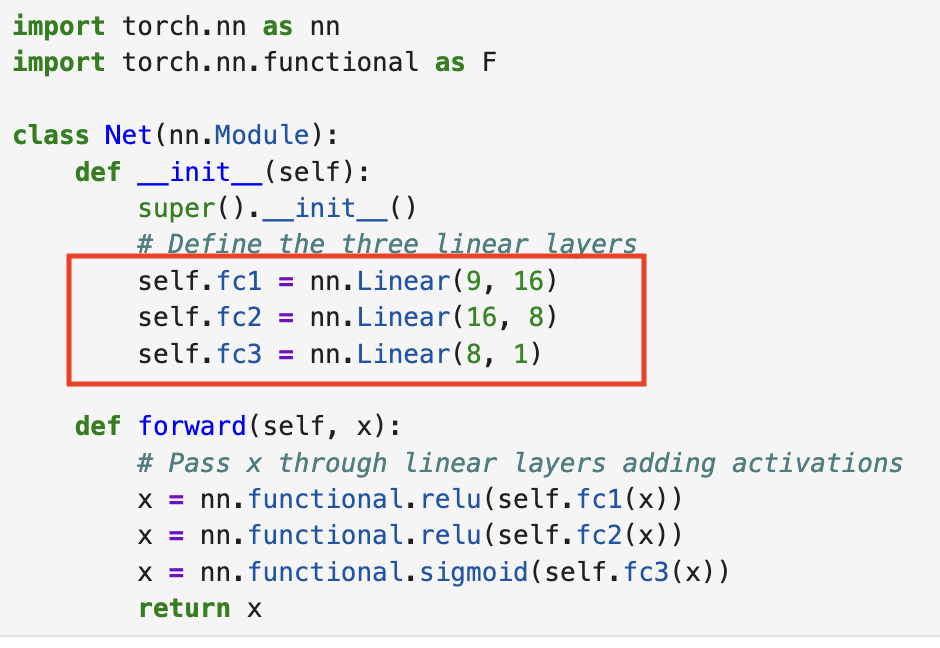 import torch.nn as nn
import torch.nn.functional as F
class Net(nn.Module):
    def __init__(self):
        super().__init__()
        # Define the three linear layers
        self.fc1 = nn.Linear(9, 16)
        self.fc2 = nn.Linear(16, 8)
        self.fc3 = nn.Linear(8, 1)
    def forward(self, x):
        # Pass x through linear layers adding activations
        x = nn.functional.relu(self.fc1(x))
        x = nn.functional.relu(self.fc2(x))
        x = nn.functional.sigmoid(self.fc3(x))
        return x